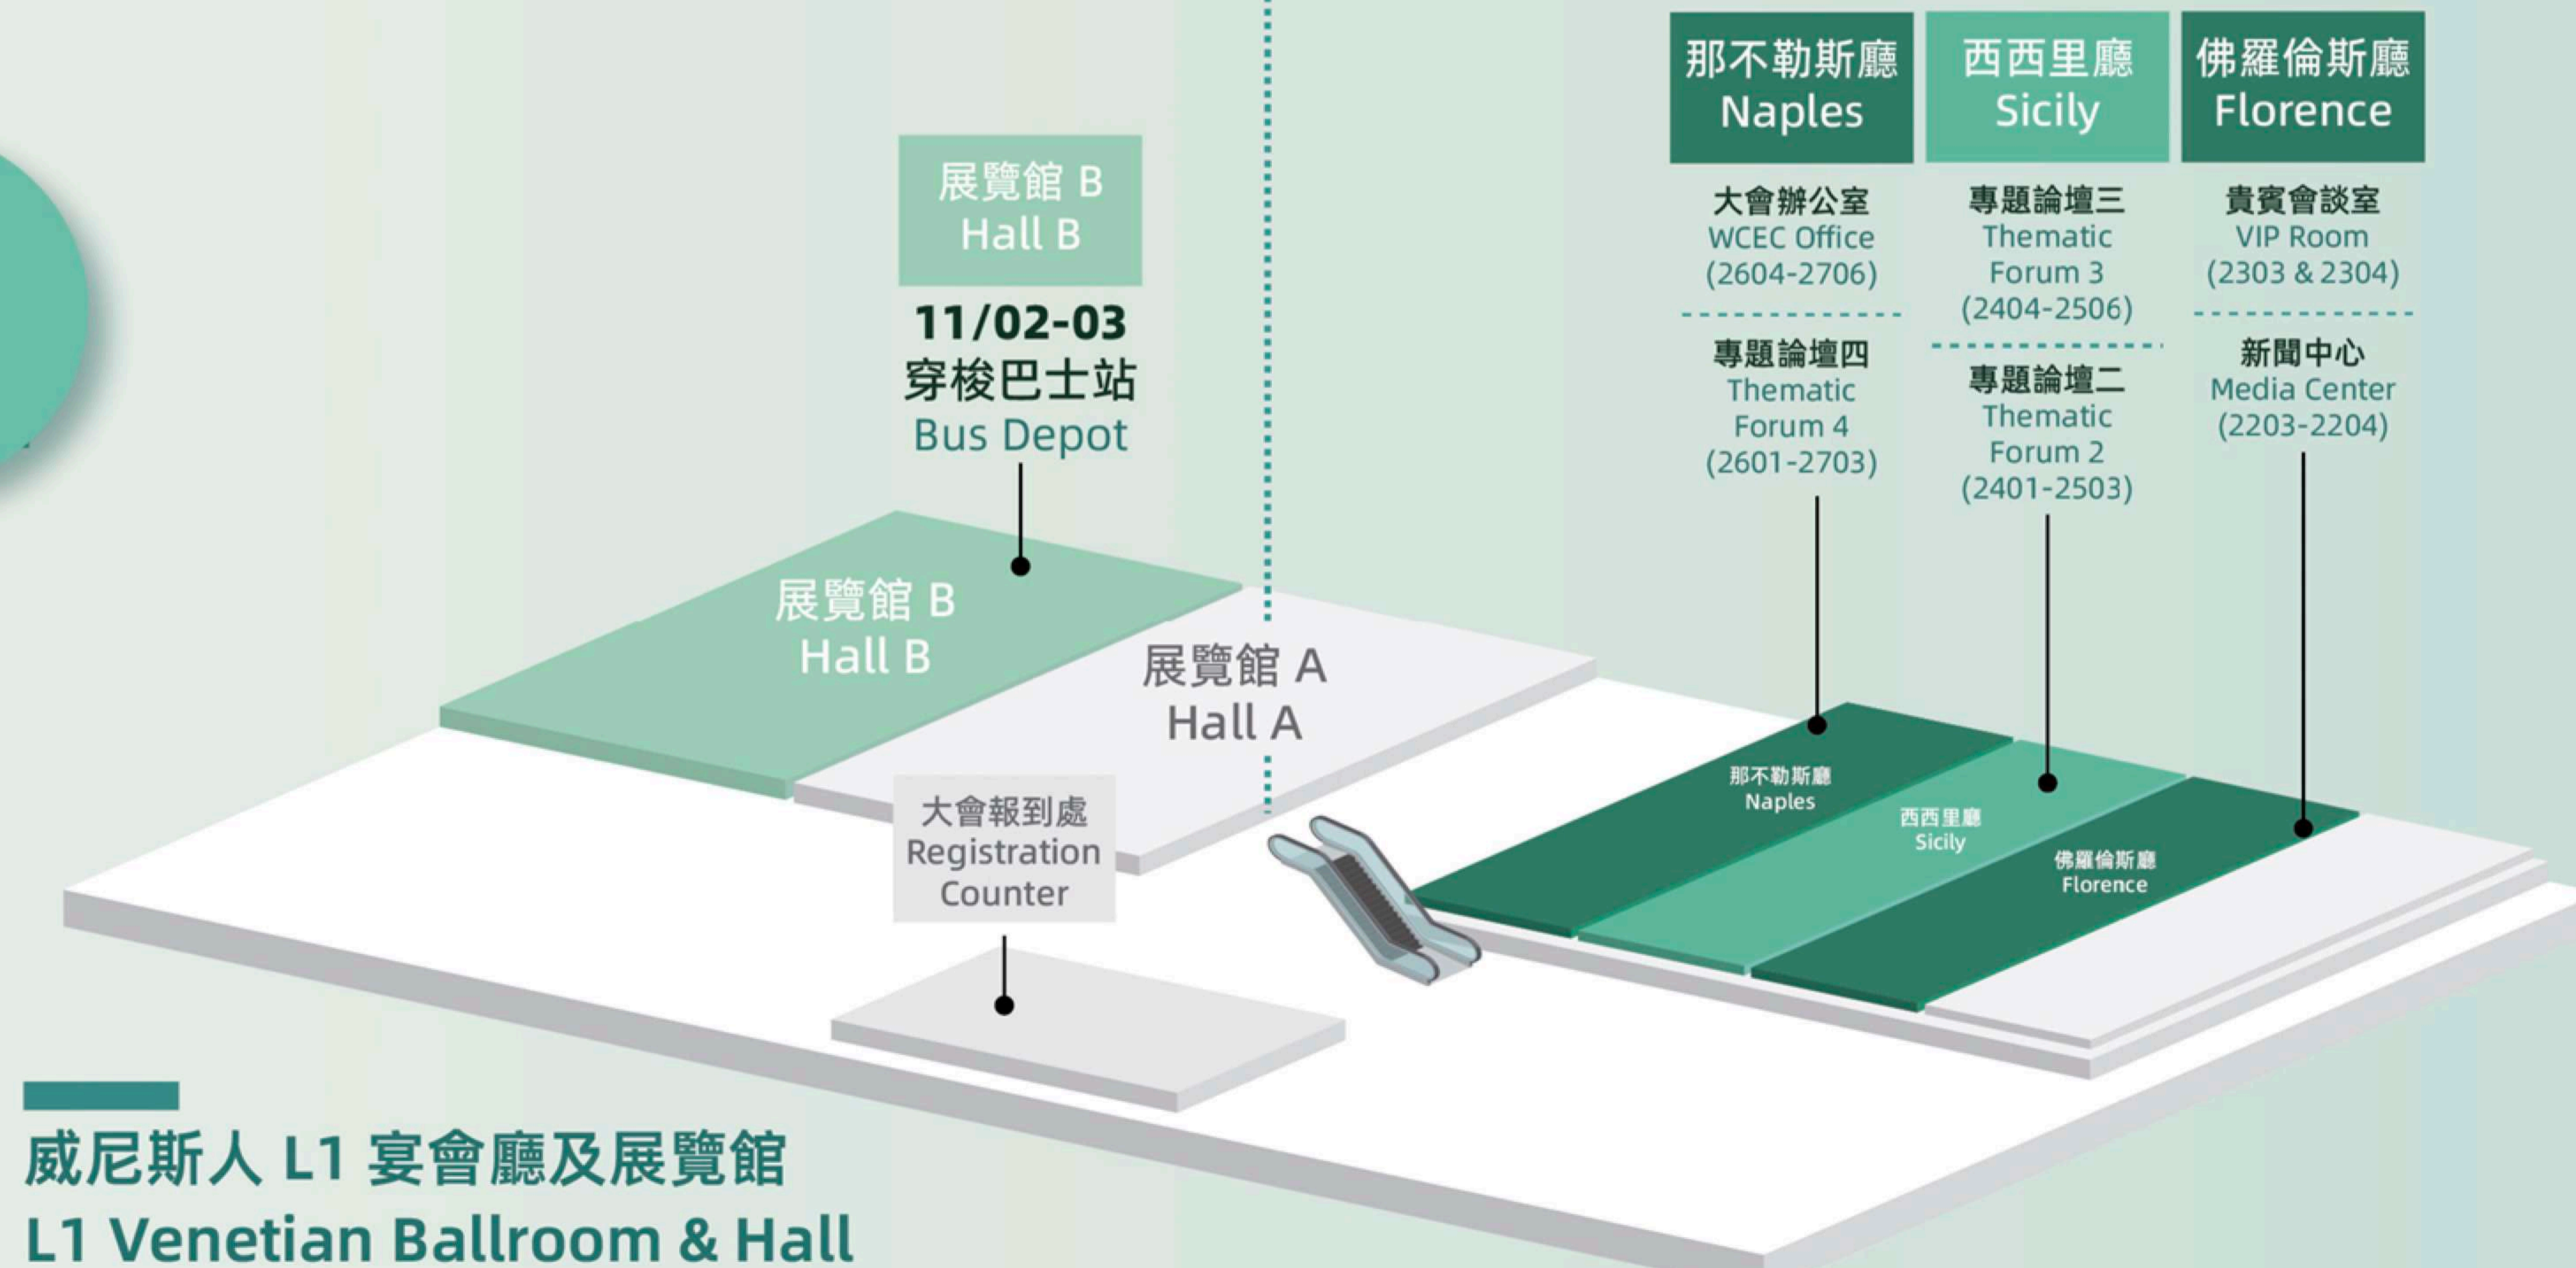 那不勒斯廳
Naples
大會辦公室
WCEC Office
(2604-2706)
專題論壇四
Thematic
Forum 4
(2601-2703)
西西里廳
Sicily
專題論壇三
Thematic
Forum 3
(2404-2506)
專題論壇二
Thematic
Forum 2
(2401-2503)
佛羅倫斯廳
Florence
貴賓會談室
VIP Room
(2303 & 2304)
新聞中心
Media Center
(2203-2204)
展覽館 B
Hall B
11/02-03
穿梭巴士站
Bus Depot
展覽館 B
Hall B
展覽館 A
Hall A
那不勒斯廳
Naples
西西里廳
Sicily
佛羅倫斯廳
Florence
大會報到處
Registration
Counter
威尼斯人 L1 宴會廳及展覽館
L1 Venetian Ballroom & Hall